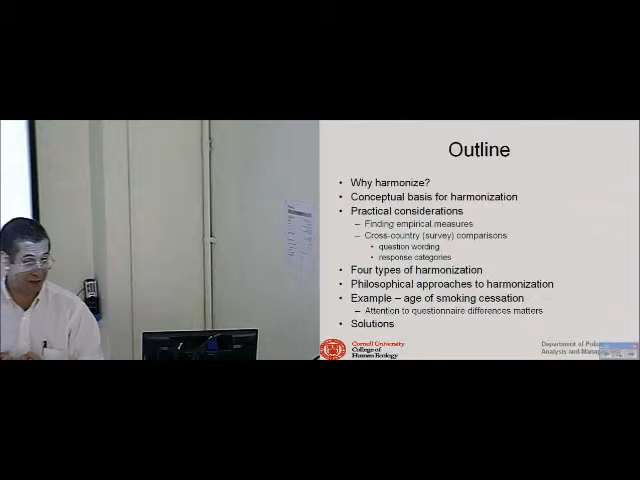 Outline
• Why harmonize?
• Conceptual basis for harmonization
• Practical considerations
– Finding empirical measures
– Cross-country (survey) comparisons
• question wording
• response categories
• Four types of harmonization
• Philosophical approaches to harmonization
• Example – age of smoking cessation
– Attention to questionnaire differences matters
• Solutions
Cornell University
College of
Human Ecology
Department of
Analysis and